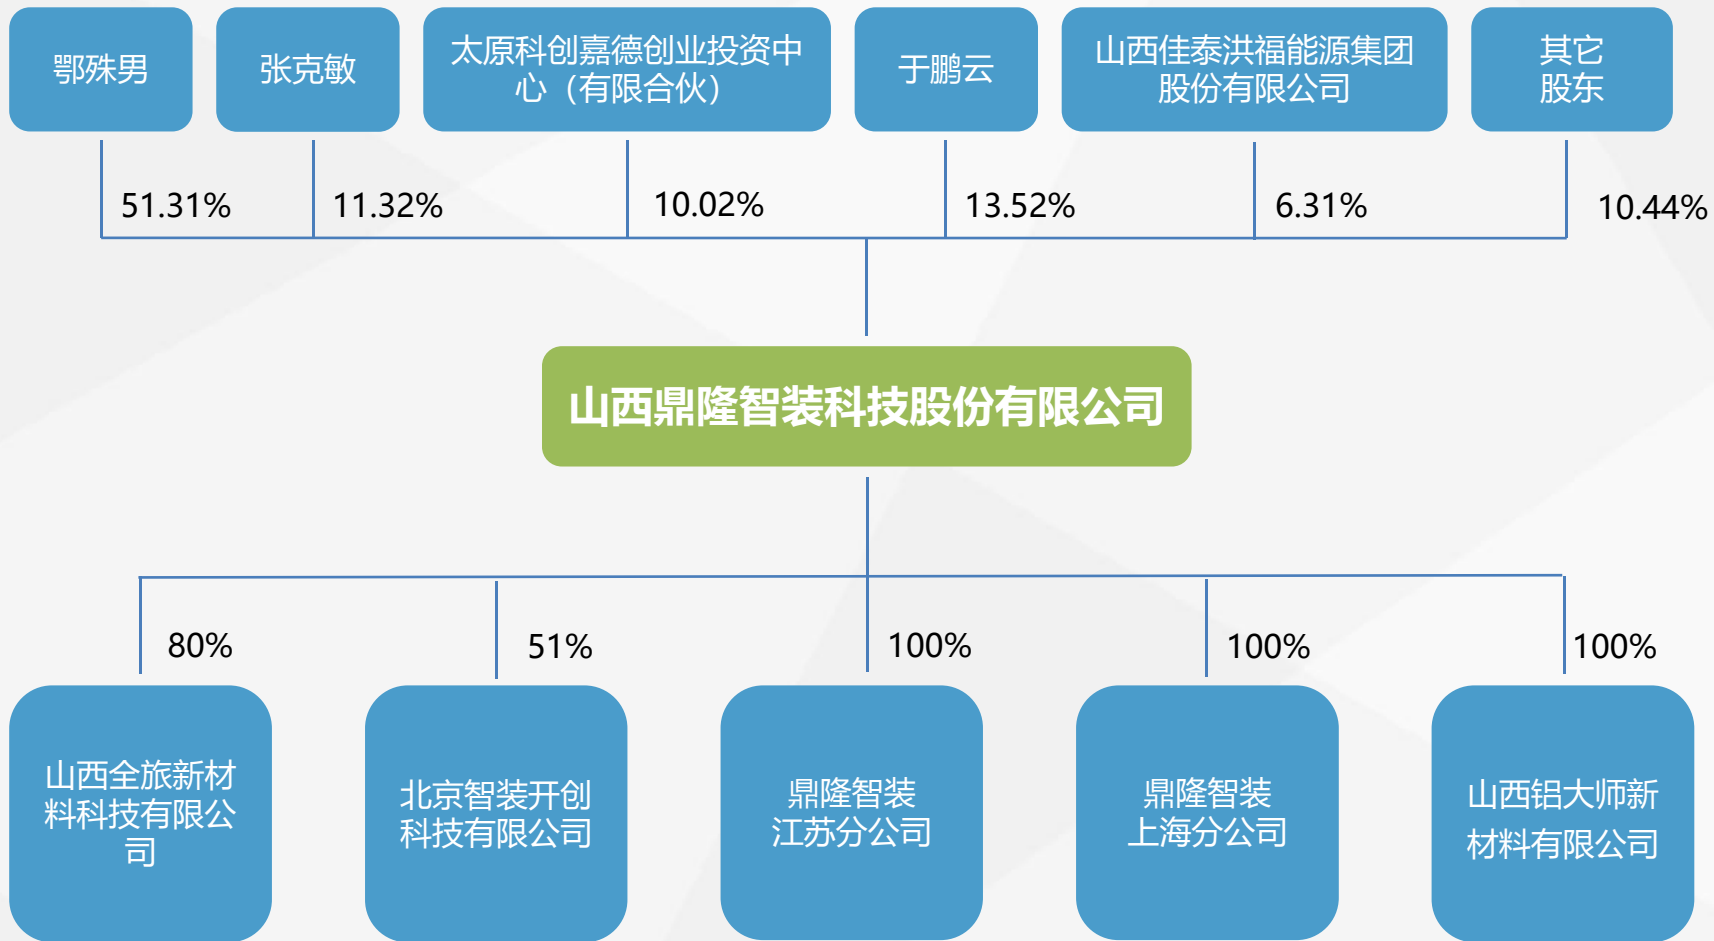 鄂殊男
张克敏
太原科创嘉德创业投资中
心（有限合伙）
于鹏云
山西佳泰洪福能源集团
股份有限公司
其它
股东
51.31%
11.32%
10.02%
13.52%
6.31%
10.44%
山西鼎隆智装科技股份有限公司
80%
51%
100%
100%
100%
山西全旅新材
料科技有限公
司
北京智装开创
科技有限公司
鼎隆智装
江苏分公司
鼎隆智装
上海分公司
山西铝大师新
材料有限公司